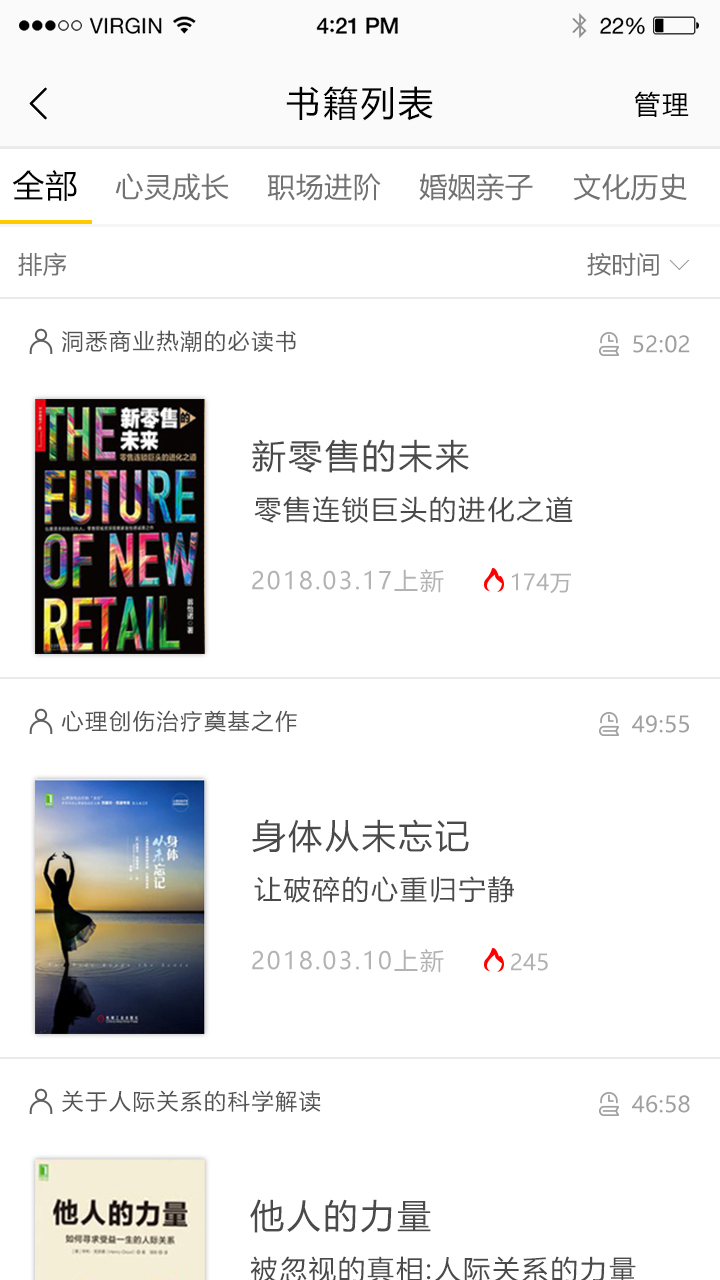 VIRGIN
4:21 PM
22%
书籍列表
管理
全部
心灵成长
职场进阶
婚姻亲子
文化历史
排序
按时间
洞悉商业热潮的必读书
52:02
THE
FUTURE
OF NEW
RETAIL
新零售的
未来
零售连锁巨头的进化之道
翁怡诺 著
新零售的未来
零售连锁巨头的进化之道
2018.03.17上新
174万
心理创伤治疗奠基之作
49:55
身体
从未
忘记
身体从未忘记
让破碎的心重归宁静
2018.03.10上新
245
关于人际关系的科学解读
46:58
他人的力量
如何寻求受益一生的人际关系
他人的力量
被忽视的真相:人际关系的力量